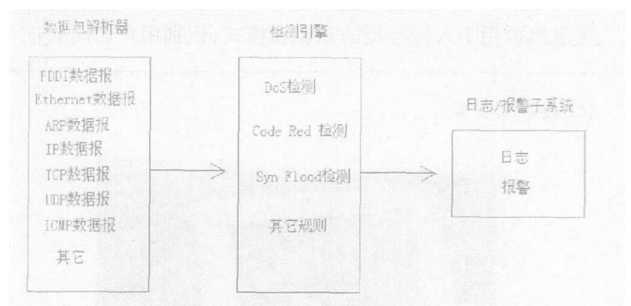 数据包解析器
FDDI数据报
Ethernet数据报
ARP数据报
IP数据报
TCP数据报
UDP数据报
ICMP数据报
其它
检测引擎
DoS检测
Code Red 检测
Syn Flood检测
其它规则
日志/报警子系统
日志
报警